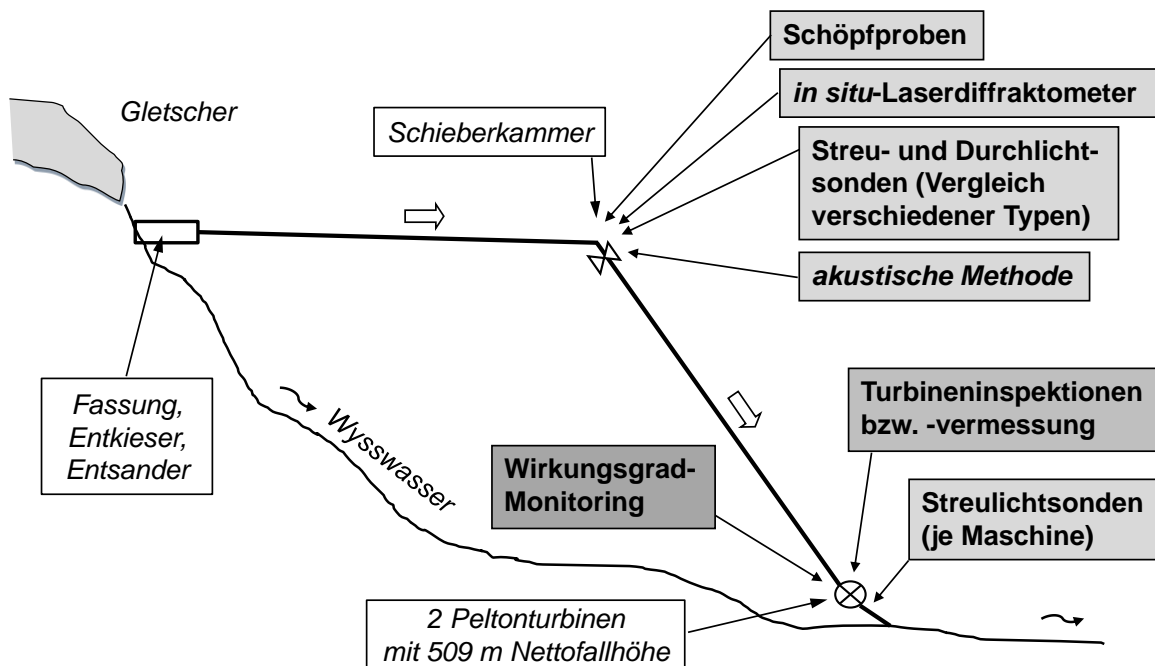 Schöpfproben
Gletscher
in situ-Laserdiffraktometer
Schieberkammer
Streu- und Durchlicht-
sonden (Vergleich
verschiedener Typen)
akustische Methode
Fassung,
Entkieser,
Entsander
Wysswasser
Turbineninspektionen
bzw. -vermessung
Wirkungsgrad-
Monitoring
Streulichtsonden
(je Maschine)
2 Peltonturbinen
mit 509 m Nettofallhöhe